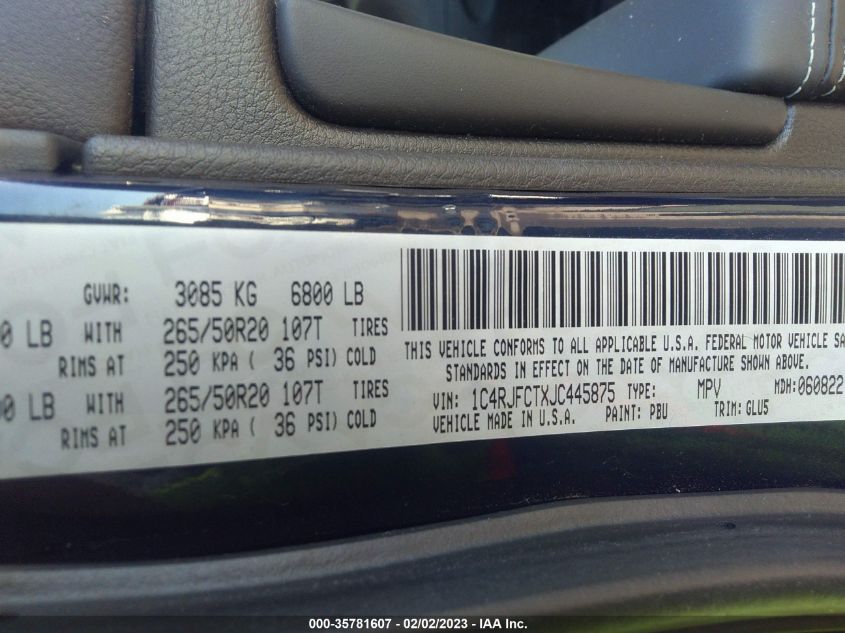 GVWR: 3085 KG 6800 LB
0 LB WITH 265/50R20 107T TIRES
RIMS AT 250 KPA ( 36 PSI) COLD
00 LB WITH 265/50R20 107T TIRES
RIMS AT 250 KPA ( 36 PSI) COLD
THIS VEHICLE CONFORMS TO ALL APPLICABLE U.S.A. FEDERAL MOTOR VEHICLE SA
STANDARDS IN EFFECT ON THE DATE OF MANUFACTURE SHOWN ABOVE.
VIN: 1C4RJFCTXJC445875 TYPE: MPV MDH:060822
VEHICLE MADE IN U.S.A. PAINT: PBU TRIM: GLU5
000-35781607 - 02/02/2023 - © IAA Inc.